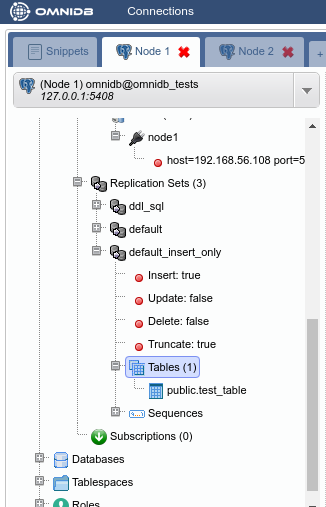 OMNIDB Connections
Snippets Node 1 Node 2 +
(Node 1) omnidb@omnidb_tests
127.0.0.1:5408
node1
host=192.168.56.108 port=5
Replication Sets (3)
ddl_sql
default
default_insert_only
Insert: true
Update: false
Delete: false
Truncate: true
Tables (1)
public.test_table
Sequences
Subscriptions (0)
Databases
Tablespaces
Roles